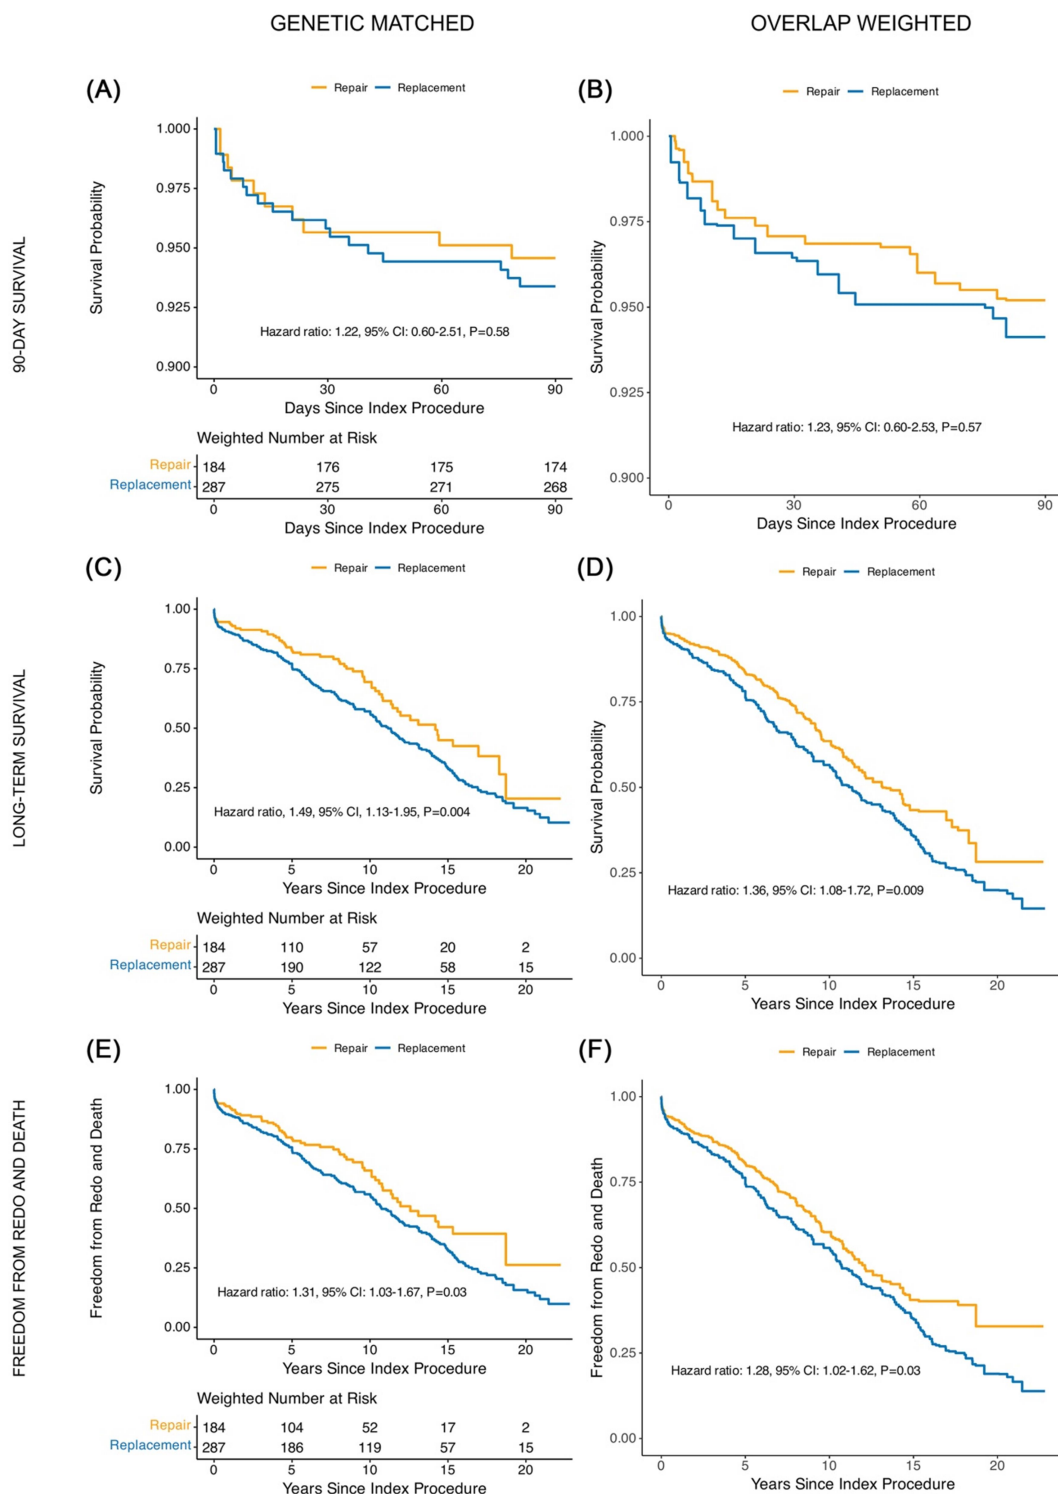 GENETIC MATCHED
OVERLAP WEIGHTED
90-DAY SURVIVAL
(A)
Repair Replacement
Survival Probability
1.000
0.975
0.950
0.925
0.900
Hazard ratio: 1.22, 95% CI: 0.60-2.51, P=0.58
0 30 60 90
Days Since Index Procedure
Weighted Number at Risk
Repair 184 176 175 174
Replacement 287 275 271 268
0 30 60 90
Days Since Index Procedure
(B)
Repair Replacement
Survival Probability
1.000
0.975
0.950
0.925
0.900
Hazard ratio: 1.23, 95% CI: 0.60-2.53, P=0.57
0 30 60 90
Days Since Index Procedure
LONG-TERM SURVIVAL
(C)
Repair Replacement
Survival Probability
1.00
0.75
0.50
0.25
0.00
Hazard ratio, 1.49, 95% CI, 1.13-1.95, P=0.004
0 5 10 15 20
Years Since Index Procedure
Weighted Number at Risk
Repair 184 110 57 20 2
Replacement 287 190 122 58 15
0 5 10 15 20
Years Since Index Procedure
(D)
Repair Replacement
Survival Probability
1.00
0.75
0.50
0.25
0.00
Hazard ratio: 1.36, 95% CI: 1.08-1.72, P=0.009
0 5 10 15 20
Years Since Index Procedure
FREEDOM FROM REDO AND DEATH
(E)
Repair Replacement
Freedom from Redo and Death
1.00
0.75
0.50
0.25
0.00
Hazard ratio: 1.31, 95% CI: 1.03-1.67, P=0.03
0 5 10 15 20
Years Since Index Procedure
Weighted Number at Risk
Repair 184 104 52 17 2
Replacement 287 186 119 57 15
0 5 10 15 20
Years Since Index Procedure
(F)
Repair Replacement
Freedom from Redo and Death
1.00
0.75
0.50
0.25
0.00
Hazard ratio: 1.28, 95% CI: 1.02-1.62, P=0.03
0 5 10 15 20
Years Since Index Procedure